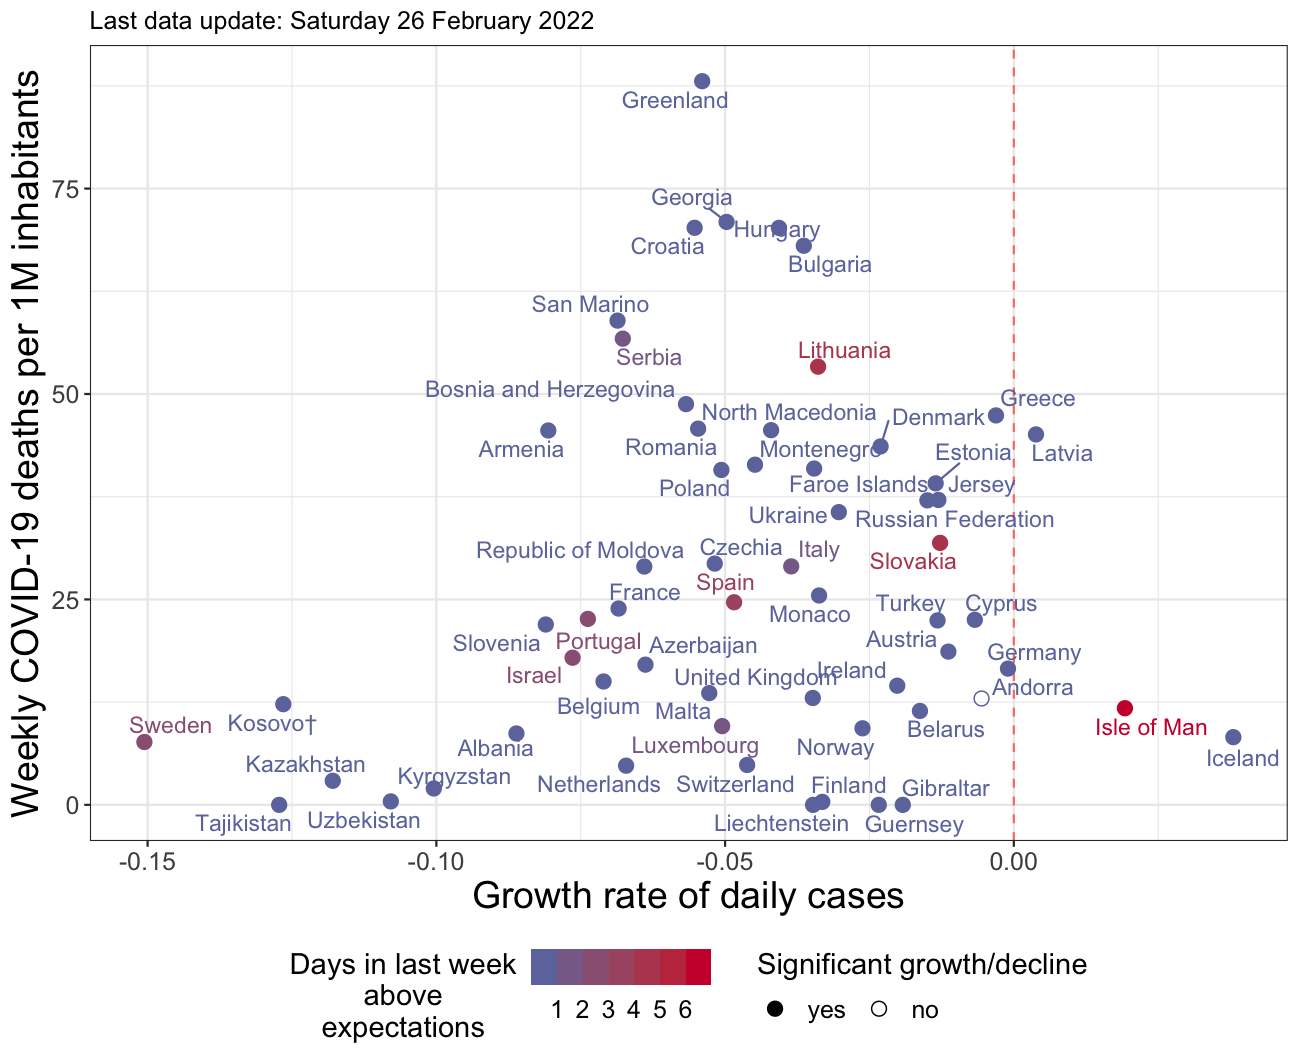 Last data update: Saturday 26 February 2022
Weekly COVID-19 deaths per 1M inhabitants
75
50
25
0
Greenland
Georgia
Hungary
Croatia
Bulgaria
San Marino
Serbia
Lithuania
Bosnia and Herzegovina
Greece
North Macedonia
Denmark
Armenia
Romania
Montenegro
Estonia
Latvia
Poland
Faroe Islands
Jersey
Ukraine
Russian Federation
Republic of Moldova
Czechia
Italy
Slovakia
Spain
France
Monaco
Turkey
Cyprus
Slovenia
Portugal
Azerbaijan
Austria
Germany
Israel
United Kingdom
Ireland
Andorra
Belgium
Malta
Sweden
Kosovo†
Belarus
Isle of Man
Albania
Luxembourg
Norway
Iceland
Kazakhstan
Kyrgyzstan
Netherlands
Switzerland
Finland
Gibraltar
Tajikistan
Uzbekistan
Liechtenstein
Guernsey
-0.15
-0.10
-0.05
0.00
Growth rate of daily cases
Days in last week
above
expectations
1 2 3 4 5 6
Significant growth/decline
yes
no